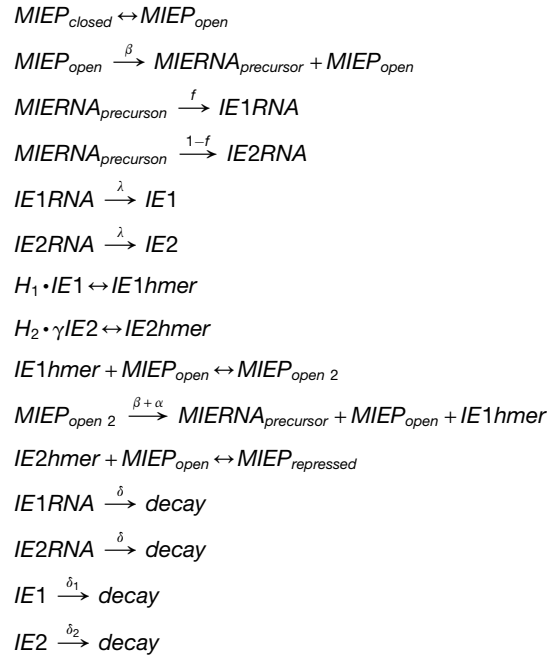 MIEP_closed ↔ MIEP_open
MIEP_open →^β MIERNA_precursor + MIEP_open
MIERNA_precurson →^f IE1RNA
MIERNA_precurson →^1−f IE2RNA
IE1RNA →^λ IE1
IE2RNA →^λ IE2
H_1 • IE1 ↔ IE1hmer
H_2 • γIE2 ↔ IE2hmer
IE1hmer + MIEP_open ↔ MIEP_open 2
MIEP_open 2 →^β + α MIERNA_precursor + MIEP_open + IE1hmer
IE2hmer + MIEP_open ↔ MIEP_repressed
IE1RNA →^δ decay
IE2RNA →^δ decay
IE1 →^δ_1 decay
IE2 →^δ_2 decay